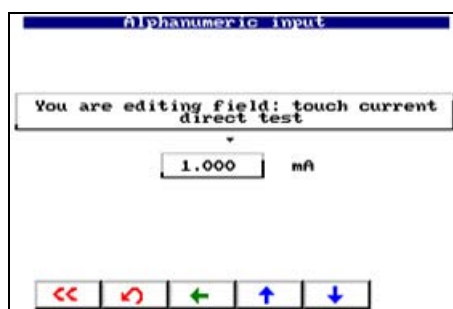 Alphanumeric input
You are editing field: touch current
direct test
1.000 mA
<<